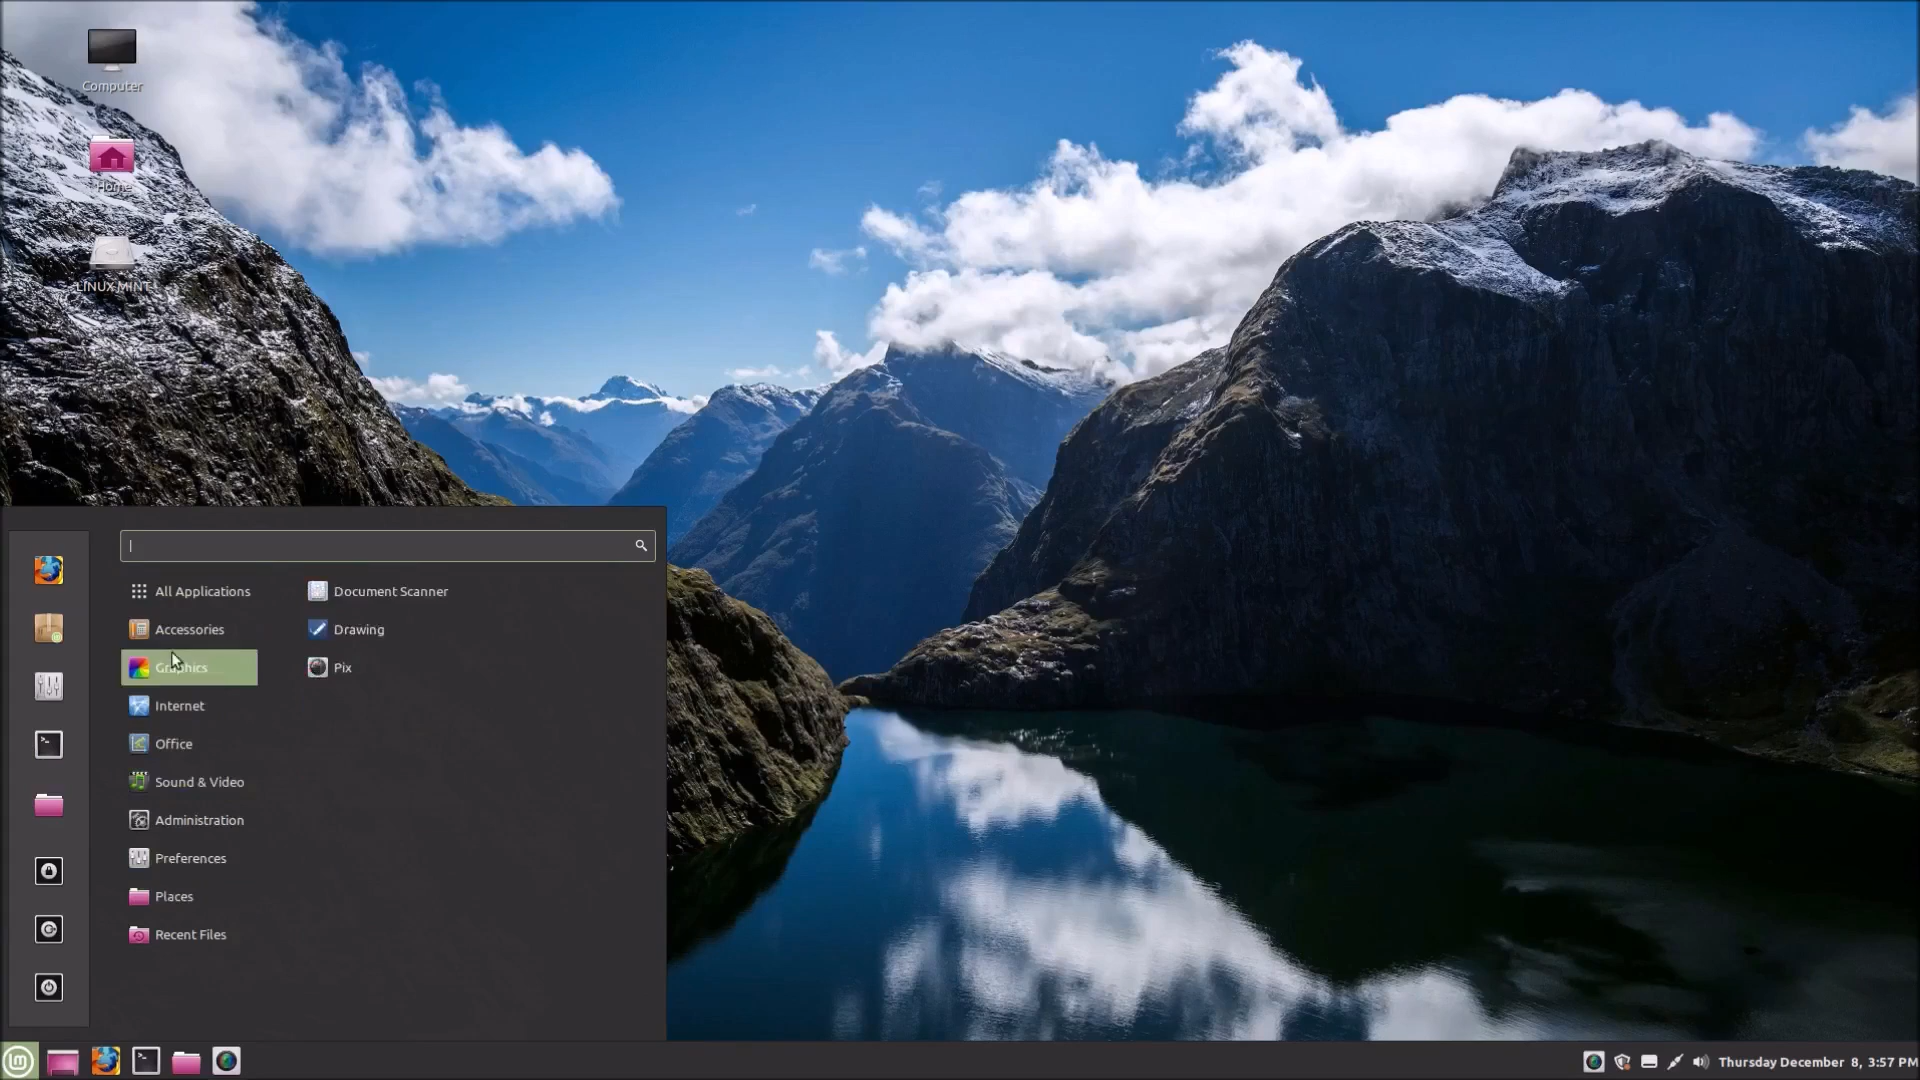 Computer
Home
LINUX MINT
All Applications
Accessories
Graphics
Internet
Office
Sound & Video
Administration
Preferences
Places
Recent Files
Document Scanner
Drawing
Pix
Thursday December 8, 3:57 PM